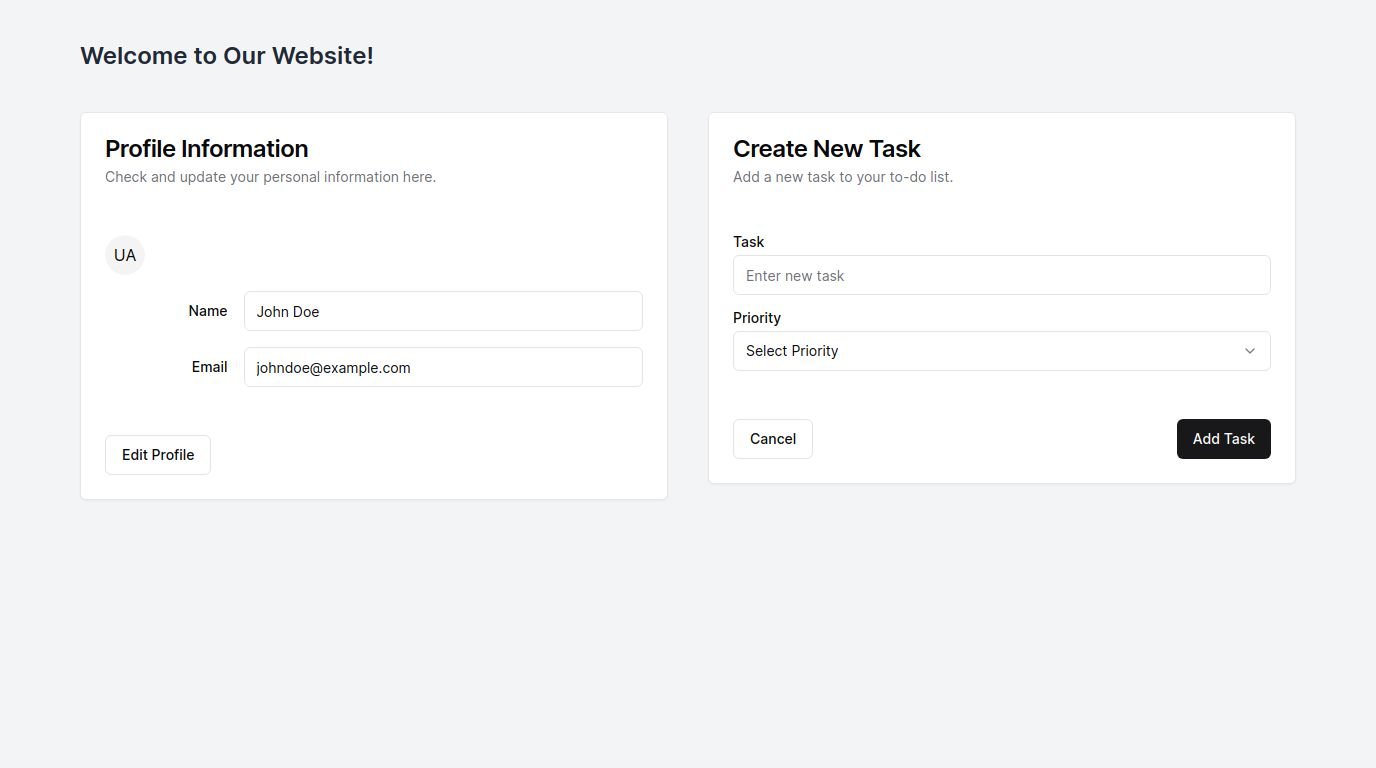 Welcome to Our Website!
Profile Information
Check and update your personal information here.
UA
Name
John Doe
Email
johndoe@example.com
Edit Profile
Create New Task
Add a new task to your to-do list.
Task
Enter new task
Priority
Select Priority
Cancel
Add Task